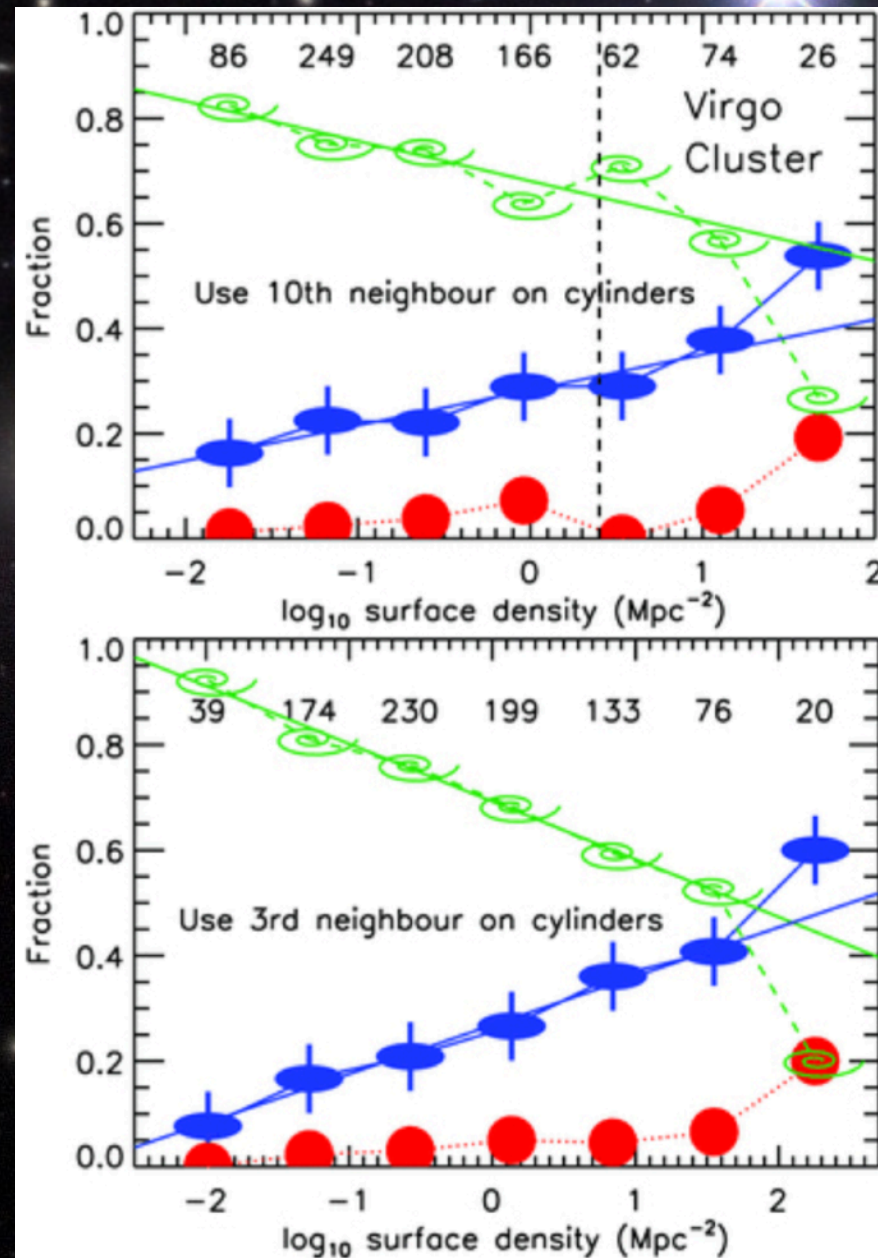 1.0
86 249 208 166 62 74 26
Virgo
Cluster
0.8
0.6
Fraction
Use 10th neighbour on cylinders
0.4
0.2
0.0
−2 −1 0 1 2
log₁₀ surface density (Mpc⁻²)
1.0
39 174 230 199 133 76 20
0.8
0.6
Fraction
Use 3rd neighbour on cylinders
0.4
0.2
0.0
−2 −1 0 1 2
log₁₀ surface density (Mpc⁻²)